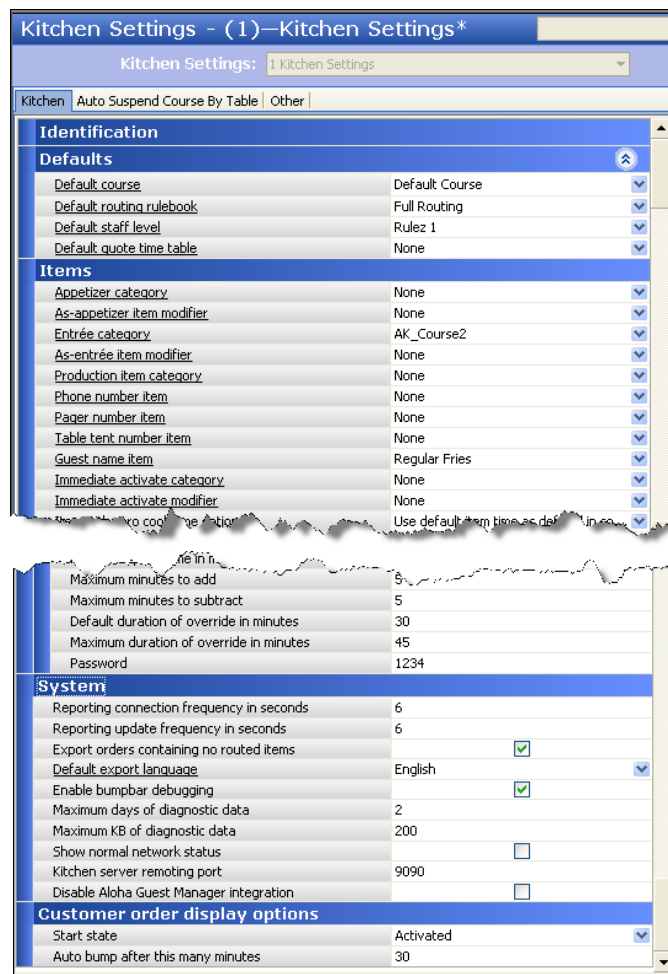 Kitchen Settings - (1)—Kitchen Settings*
Kitchen Settings: 1 Kitchen Settings
Kitchen Auto Suspend Course By Table Other
Identification
Defaults
Default course Default Course
Default routing rulebook Full Routing
Default staff level Rulez 1
Default quote time table None
Items
Appetizer category None
As-appetizer item modifier None
Entrée category AK_Course2
As-entrée item modifier None
Production item category None
Phone number item None
Pager number item None
Table tent number item None
Guest name item Regular Fries
Immediate activate category None
Immediate activate modifier None
Use default item time as def in
Maximum minutes to add 5
Maximum minutes to subtract 5
Default duration of override in minutes 30
Maximum duration of override in minutes 45
Password 1234
System
Reporting connection frequency in seconds 6
Reporting update frequency in seconds 6
Export orders containing no routed items
Default export language English
Enable bumpbar debugging
Maximum days of diagnostic data 2
Maximum KB of diagnostic data 200
Show normal network status
Kitchen server remoting port 9090
Disable Aloha Guest Manager integration
Customer order display options
Start state Activated
Auto bump after this many minutes 30